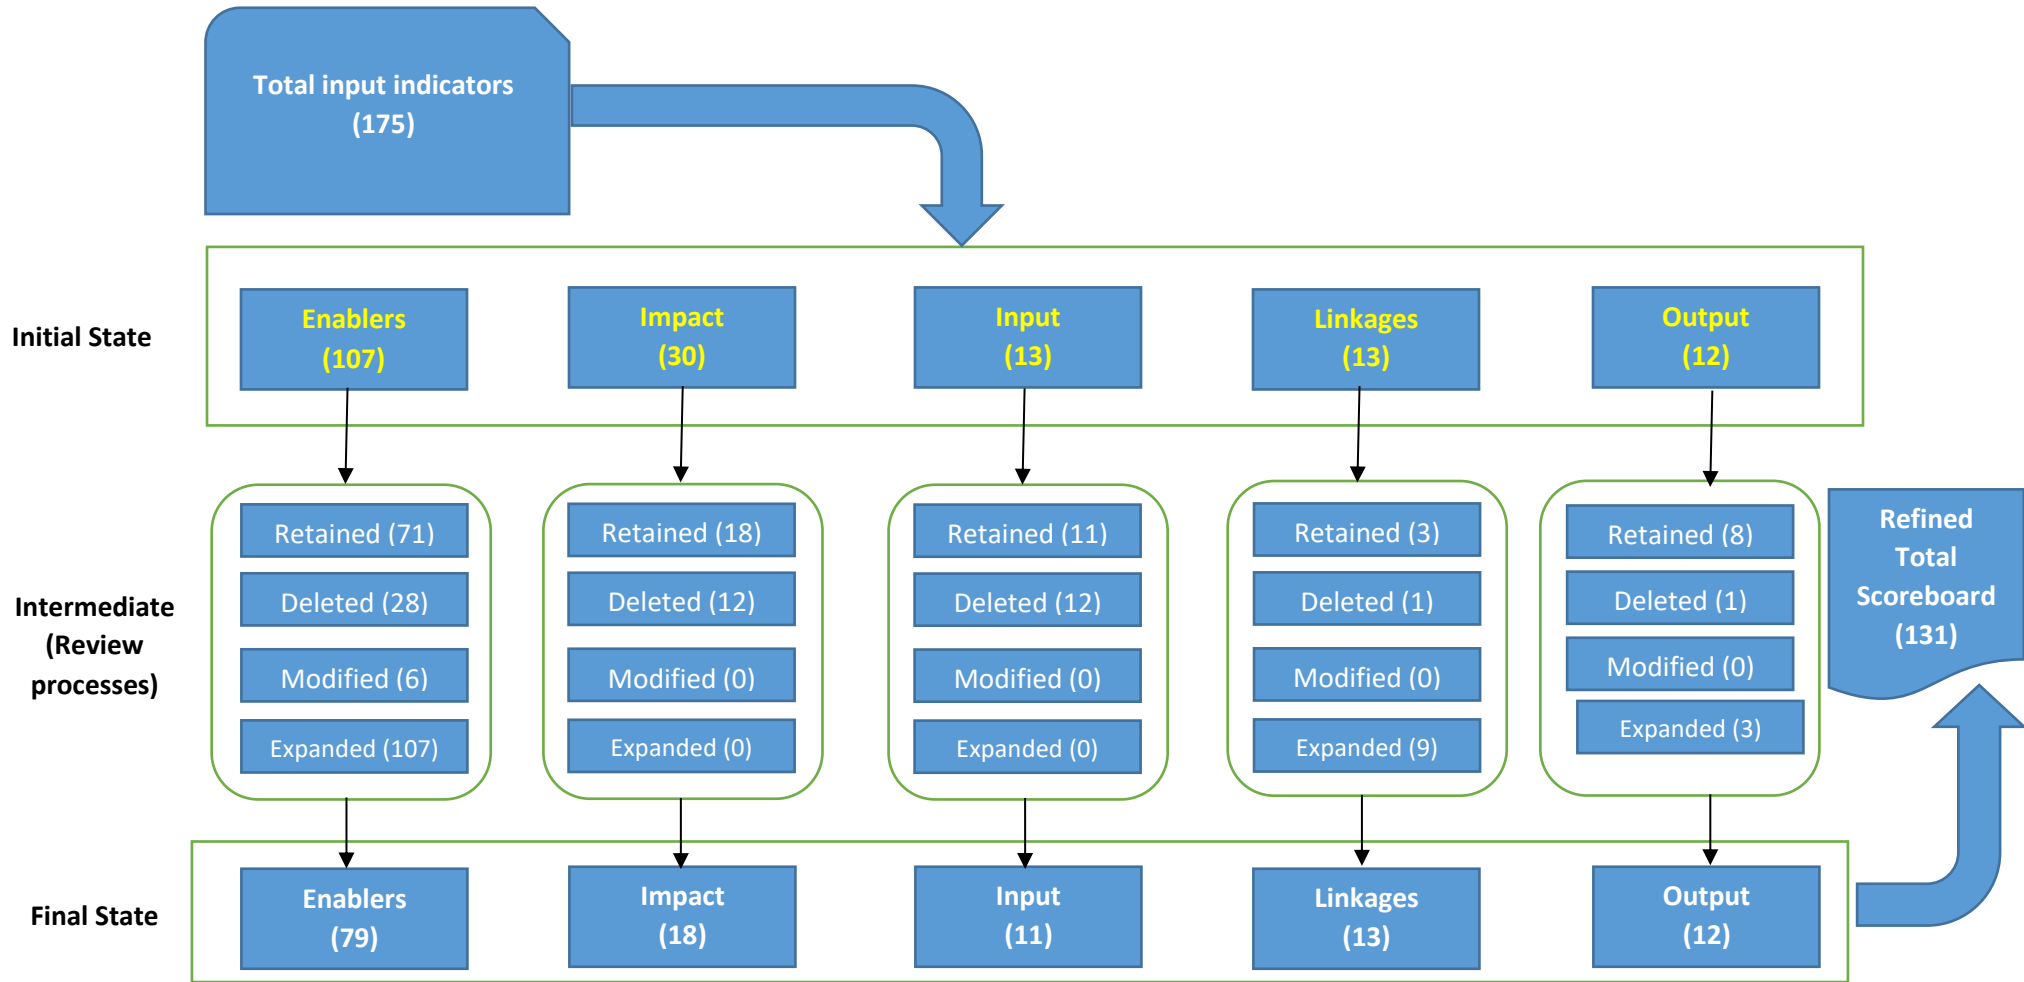 Total input indicators
(175)
Initial State
Enablers
(107)
Impact
(30)
Input
(13)
Linkages
(13)
Output
(12)
Intermediate
(Review
processes)
Retained (71)
Deleted (28)
Modified (6)
Expanded (107)
Retained (18)
Deleted (12)
Modified (0)
Expanded (0)
Retained (11)
Deleted (12)
Modified (0)
Expanded (0)
Retained (3)
Deleted (1)
Modified (0)
Expanded (9)
Retained (8)
Deleted (1)
Modified (0)
Expanded (3)
Refined
Total
Scoreboard
(131)
Final State
Enablers
(79)
Impact
(18)
Input
(11)
Linkages
(13)
Output
(12)